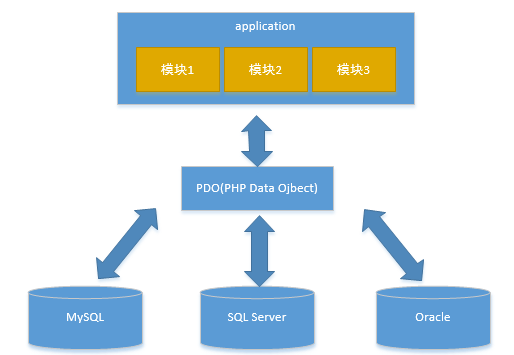 application
模块1
模块2
模块3
PDO(PHP Data Ojbect)
MySQL
SQL Server
Oracle